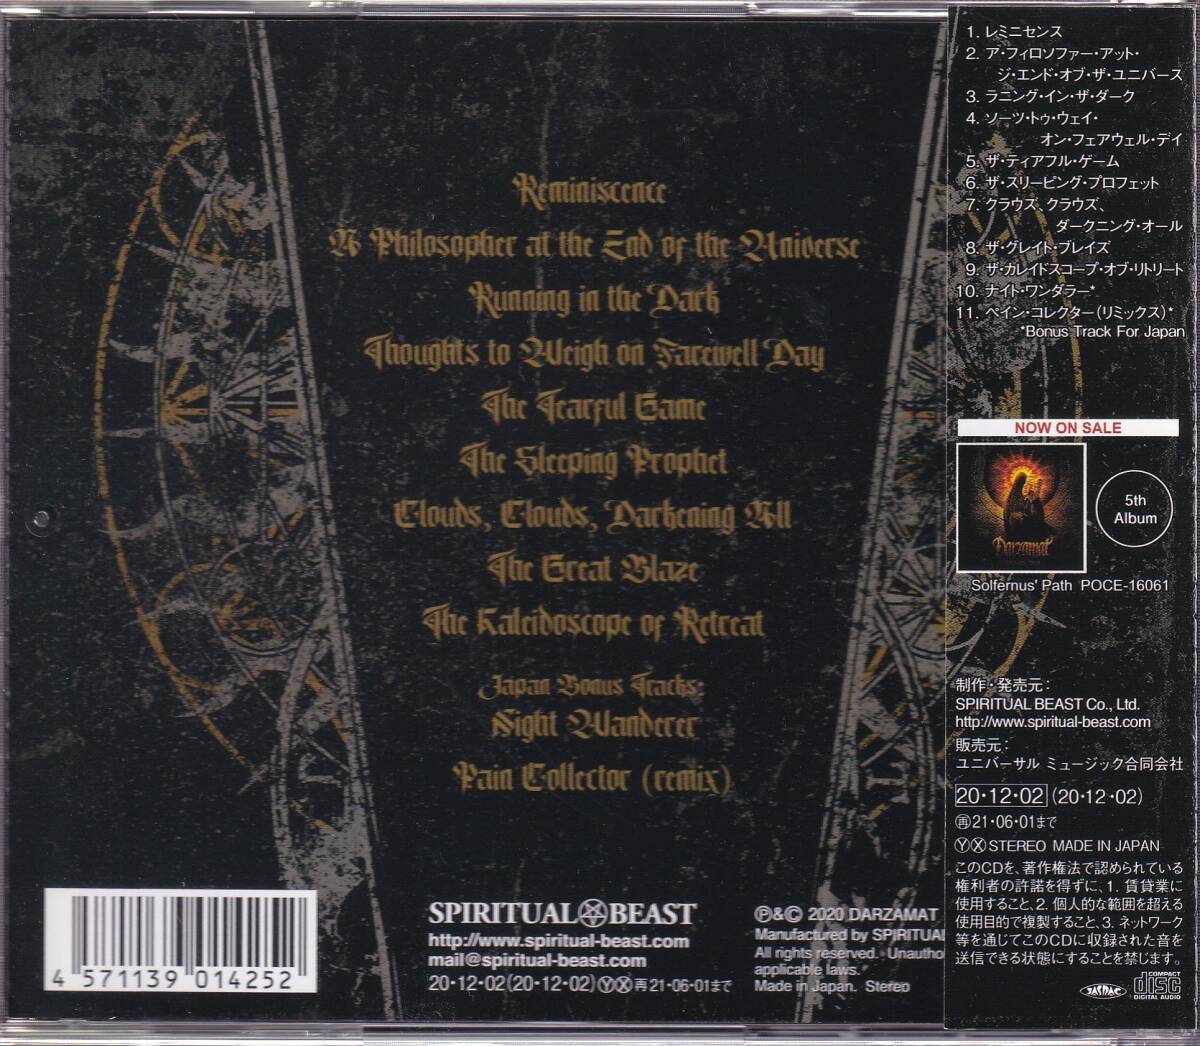 Reminiscence
A Philosopher at the End of the Universe
Running in the Dark
Thoughts to Weigh on Farewell Day
The Tearful Game
The Sleeping Prophet
Clouds, Clouds, Darkening All
The Great Blaze
The Kaleidoscope of Retreat
Japan Bonus Tracks:
Night Wanderer
Pain Collector (remix)
4 571139 014252
SPIRITUAL BEAST
http://www.spiritual-beast.com
mail@spiritual-beast.com
20・12・02(20・12・02)ⓎⓍ再21・06・01まで
Ⓟ&© 2020 DARZAMAT
Manufactured by SPIRITUAL
All rights reserved. Unautho
applicable laws.
Made in Japan. Stereo
1. レミニセンス
2. ア・フィロソファー・アット・
ジ・エンド・オブ・ザ・ユニバース
3. ラニング・イン・ザ・ダーク
4. ソーツ・トゥ・ウェイ・
オン・フェアウェル・デイ
5. ザ・ティアフル・ゲーム
6. ザ・スリーピング・プロフェット
7. クラウズ、クラウズ、
ダークニング・オール
8. ザ・グレイト・ブレイズ
9. ザ・カレイドスコープ・オブ・リトリート
10. ナイト・ワンダラー*
11. ペイン・コレクター(リミックス)*
*Bonus Track For Japan
NOW ON SALE
Darzamat
5th
Album
Solfernus' Path POCE-16061
制作・発売元：
SPIRITUAL BEAST Co., Ltd.
http://www.spiritual-beast.com
販売元：
ユニバーサル ミュージック合同会社
20・12・02(20・12・02)
再21・06・01まで
ⓎⓍSTEREO MADE IN JAPAN
このCDを、著作権法で認められている
権利者の許諾を得ずに、1. 賃貸業に
使用すること、2. 個人的な範囲を超える
使用目的で複製すること、3. ネットワーク
等を通じてこのCDに収録された音を
送信できる状態にすることを禁じます。
JASRAC
COMPACT
disc
DIGITAL AUDIO